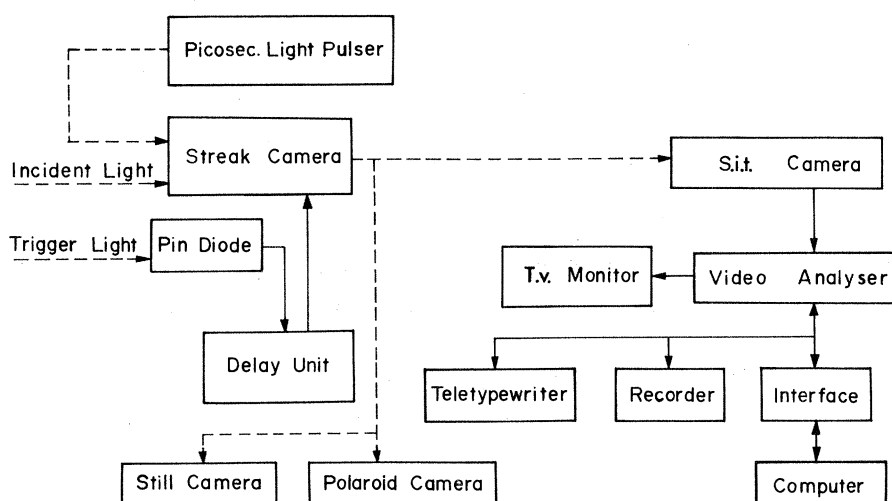 Picosec. Light Pulser
Streak Camera
Incident Light
S.i.t. Camera
Trigger Light
Pin Diode
T.v. Monitor
Video Analyser
Delay Unit
Teletypewriter
Recorder
Interface
Still Camera
Polaroid Camera
Computer